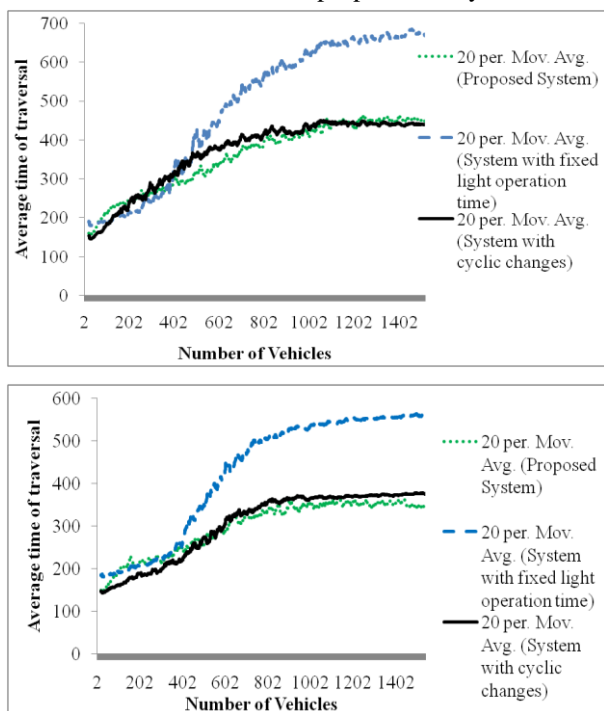 700
600
500
400
300
200
100
0
Average time of traversal
2 202 402 602 802 1002 1202 1402
Number of Vehicles
20 per. Mov. Avg.
(Proposed System)
20 per. Mov. Avg.
(System with fixed
light operation
time)
20 per. Mov. Avg.
(System with
cyclic changes)
600
500
400
300
200
100
0
Average time of traversal
2 202 402 602 802 1002 1202 1402
Number of Vehicles
20 per. Mov.
Avg. (Proposed
System)
20 per. Mov.
Avg. (System
with fixed light
operation time)
20 per. Mov.
Avg. (System
with cyclic
changes)